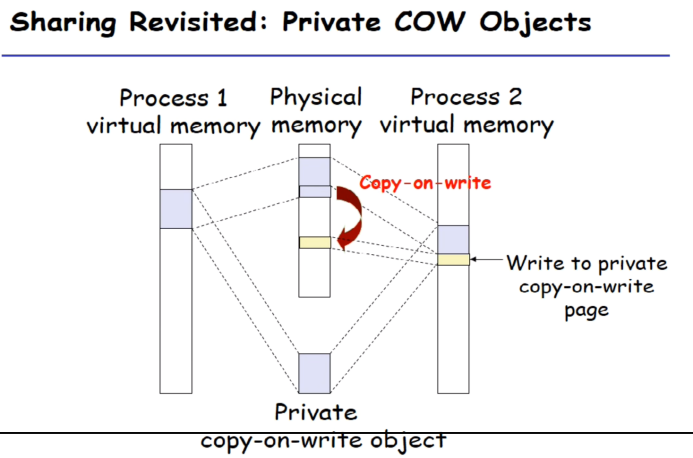 Sharing Revisited: Private COW Objects
Process 1
virtual memory
Physical
memory
Process 2
virtual memory
Copy-on-write
Write to private
copy-on-write
page
Private
copy-on-write object